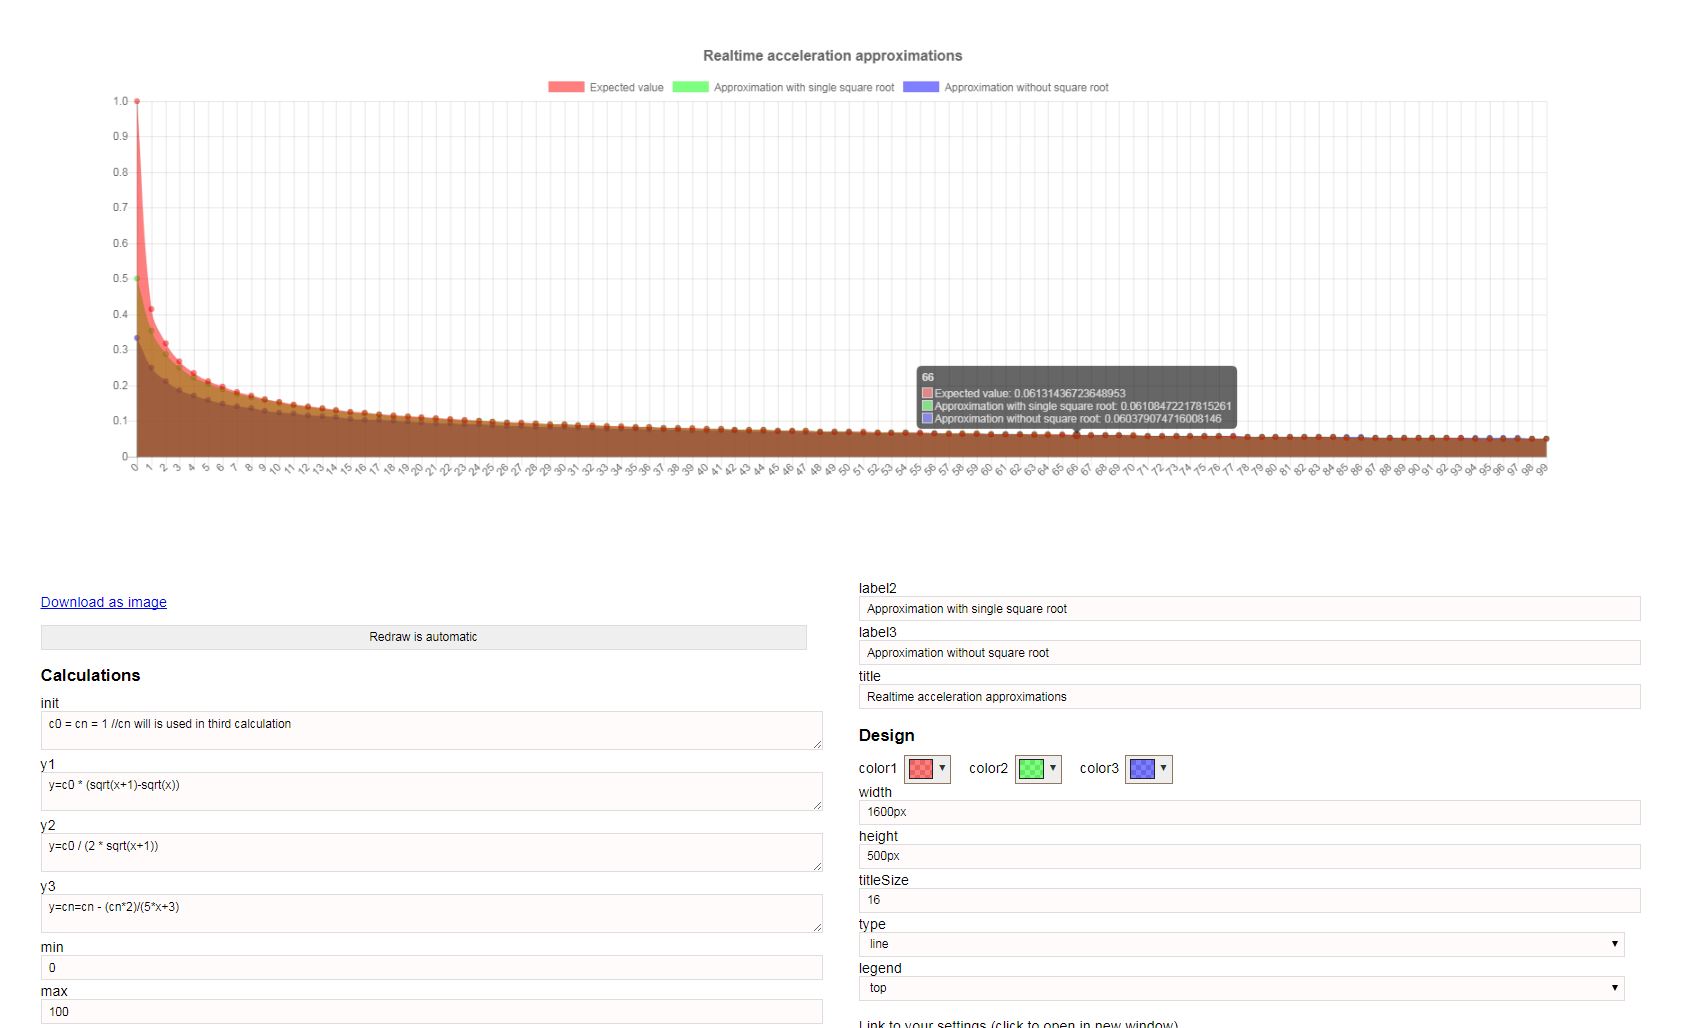 Realtime acceleration approximations
Expected value Approximation with single square root Approximation without square root
1.0
0.9
0.8
0.7
0.6
0.5
0.4
0.3
0.2
0.1
0
66
Expected value: 0.06131436723648953
Approximation with single square root: 0.06108472217815261
Approximation without square root: 0.060379074716008146
0 1 2 3 4 5 6 7 8 9 10 11 12 13 14 15 16 17 18 19 20 21 22 23 24 25 26 27 28 29 30 31 32 33 34 35 36 37 38 39 40 41 42 43 44 45 46 47 48 49 50 51 52 53 54 55 56 57 58 59 60 61 62 63 64 65 66 67 68 69 70 71 72 73 74 75 76 77 78 79 80 81 82 83 84 85 86 87 88 89 90 91 92 93 94 95 96 97 98 99
Download as image
Redraw is automatic
Calculations
init
c0 = cn = 1 //cn will is used in third calculation
y1
y=c0 * (sqrt(x+1)-sqrt(x))
y2
y=c0 / (2 * sqrt(x+1))
y3
y=cn=cn - (cn*2)/(5*x+3)
min
0
max
100
label2
Approximation with single square root
label3
Approximation without square root
title
Realtime acceleration approximations
Design
color1 color2 color3
width
1600px
height
500px
titleSize
16
type
line
legend
top
Link to your settings (click to open in new window)